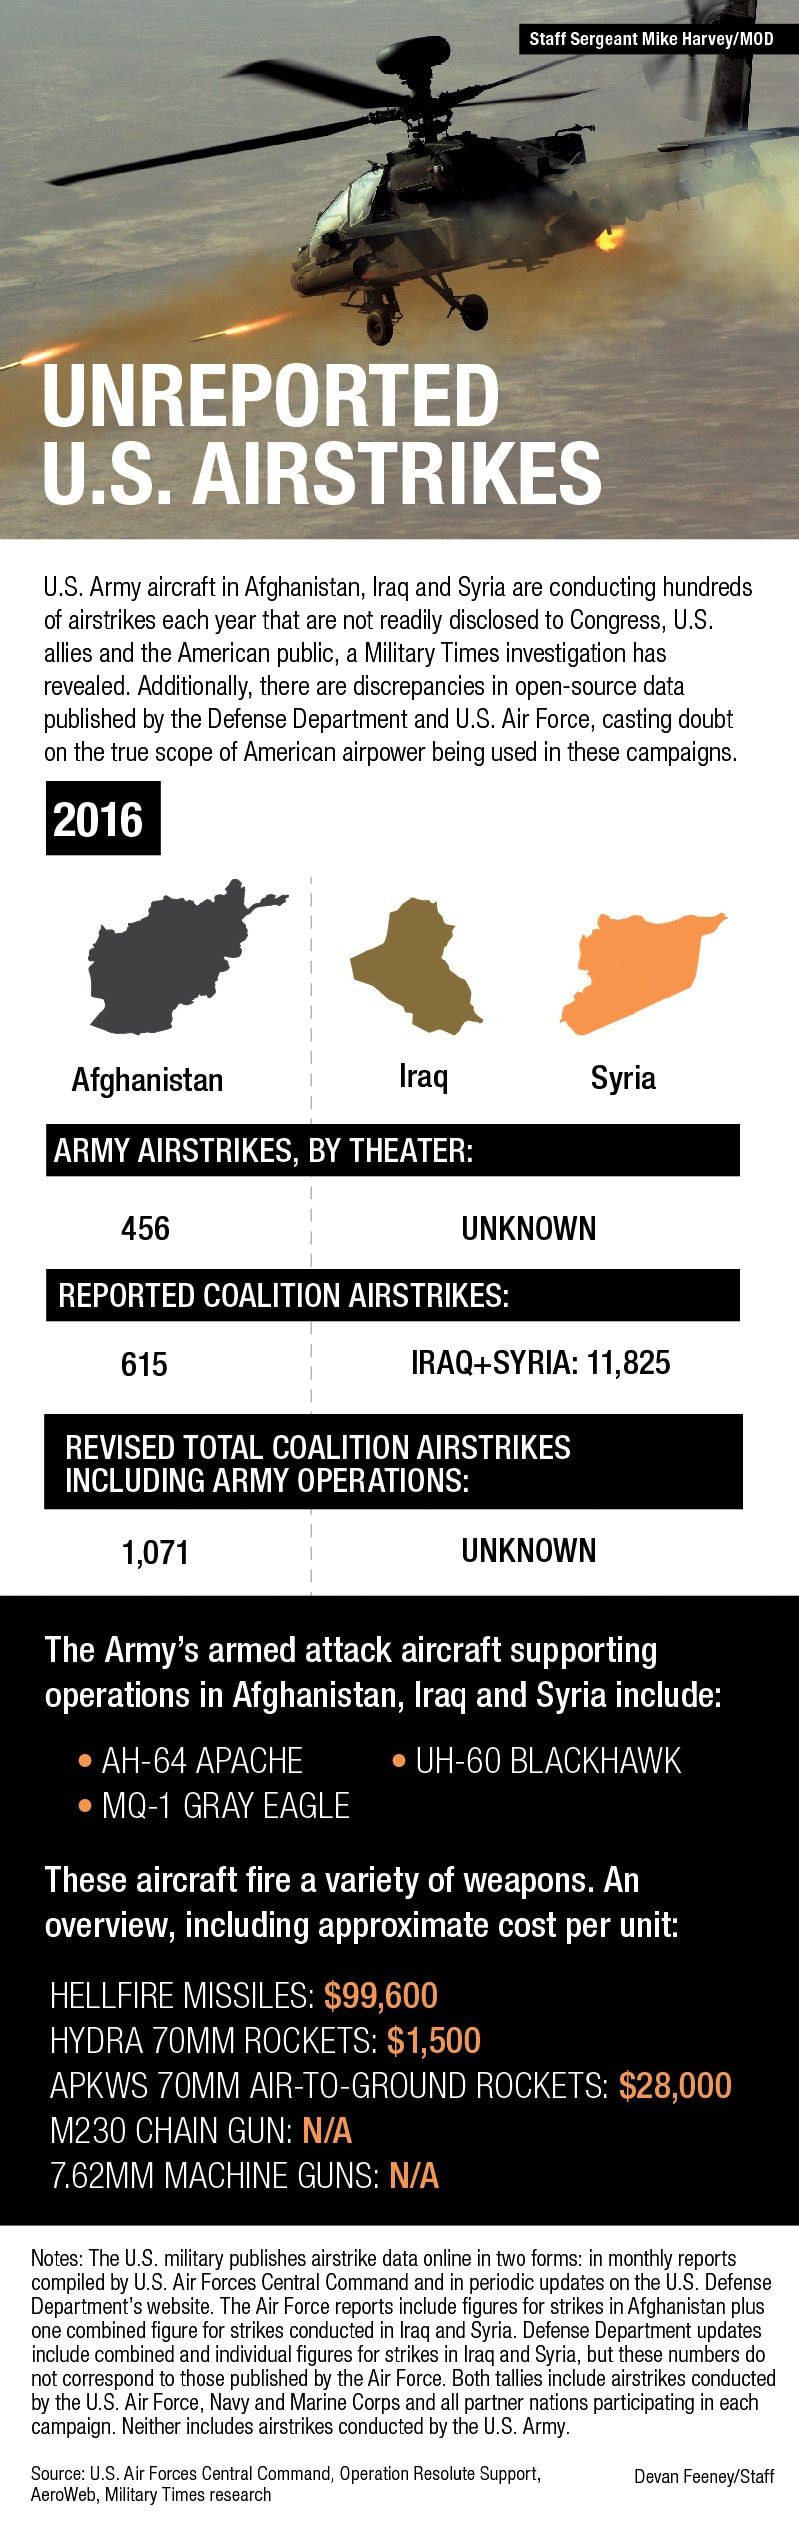 Staff Sergeant Mike Harvey/MOD
UNREPORTED
U.S. AIRSTRIKES
U.S. Army aircraft in Afghanistan, Iraq and Syria are conducting hundreds
of airstrikes each year that are not readily disclosed to Congress, U.S.
allies and the American public, a Military Times investigation has
revealed. Additionally, there are discrepancies in open-source data
published by the Defense Department and U.S. Air Force, casting doubt
on the true scope of American airpower being used in these campaigns.
2016
Afghanistan
Iraq
Syria
ARMY AIRSTRIKES, BY THEATER:
456
UNKNOWN
REPORTED COALITION AIRSTRIKES:
615
IRAQ+SYRIA: 11,825
REVISED TOTAL COALITION AIRSTRIKES
INCLUDING ARMY OPERATIONS:
1,071
UNKNOWN
The Army's armed attack aircraft supporting
operations in Afghanistan, Iraq and Syria include:
• AH-64 APACHE
• UH-60 BLACKHAWK
• MQ-1 GRAY EAGLE
These aircraft fire a variety of weapons. An
overview, including approximate cost per unit:
HELLFIRE MISSILES: $99,600
HYDRA 70MM ROCKETS: $1,500
APKWS 70MM AIR-TO-GROUND ROCKETS: $28,000
M230 CHAIN GUN: N/A
7.62MM MACHINE GUNS: N/A
Notes: The U.S. military publishes airstrike data online in two forms: in monthly reports
compiled by U.S. Air Forces Central Command and in periodic updates on the U.S. Defense
Department's website. The Air Force reports include figures for strikes in Afghanistan plus
one combined figure for strikes conducted in Iraq and Syria. Defense Department updates
include combined and individual figures for strikes in Iraq and Syria, but these numbers do
not correspond to those published by the Air Force. Both tallies include airstrikes conducted
by the U.S. Air Force, Navy and Marine Corps and all partner nations participating in each
campaign. Neither includes airstrikes conducted by the U.S. Army.
Source: U.S. Air Forces Central Command, Operation Resolute Support,
AeroWeb, Military Times research
Devan Feeney/Staff